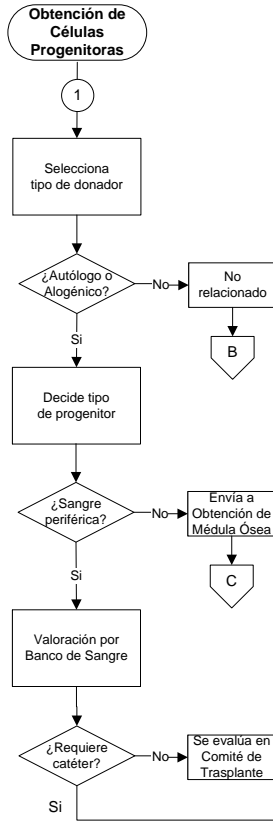 Obtención de
Células
Progenitoras
1
Selecciona
tipo de donador
¿Autólogo o
Alogénico?
No
No
relacionado
B
Si
Decide tipo
de progenitor
¿Sangre
periférica?
No
Envía a
Obtención de
Médula Ósea
C
Si
Valoración por
Banco de Sangre
¿Requiere
catéter?
No
Se evalúa en
Comité de
Trasplante
Si